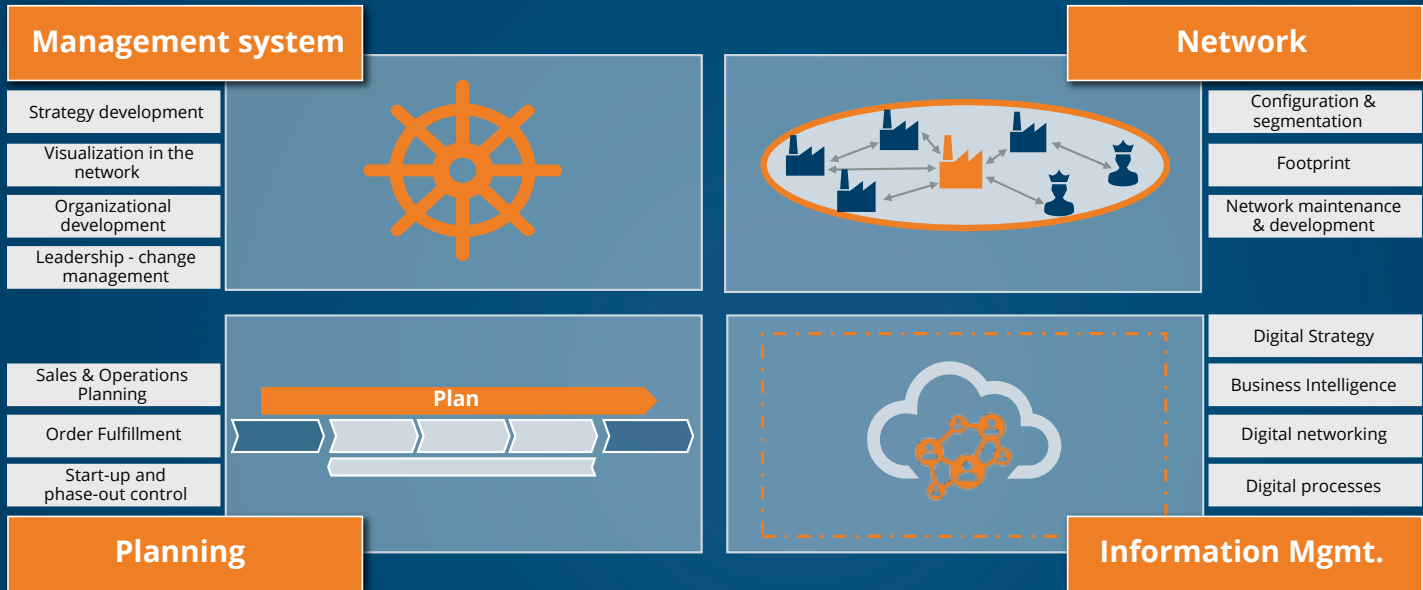 Management system
Strategy development
Visualization in the
network
Organizational
development
Leadership - change
management
Network
Configuration &
segmentation
Footprint
Network maintenance
& development
Sales & Operations
Planning
Order Fulfillment
Start-up and
phase-out control
Planning
Plan
Digital Strategy
Business Intelligence
Digital networking
Digital processes
Information Mgmt.